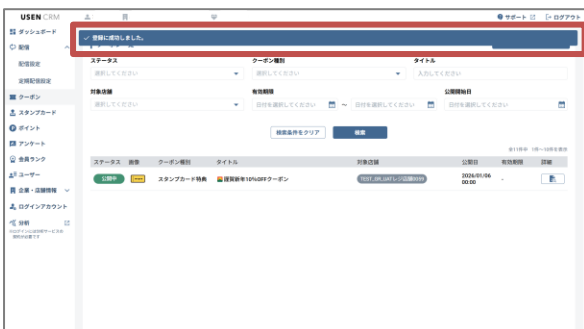 USEN CRM
サポート
ログアウト
ダッシュボード
配信
配信設定
定期配信設定
クーポン
スタンプカード
ポイント
アンケート
会員ランク
ユーザー
企業・店舗情報
ログインアカウント
分析
登録に成功しました。
ステータス
クーポン種別
タイトル
選択してください
選択してください
入力してください
対象店舗
有効期限
公開開始日
選択してください
日付を選択してください 〜 日付を選択してください
日付を選択してください
検索条件をクリア
検索
全11件中 1件〜10件を表示
ステータス 画像 クーポン種別 タイトル 対象店舗 公開日 有効期限 詳細
公開中 スタンプカード特典 謹賀新年10%OFFクーポン 2026/01/06 -
00:00